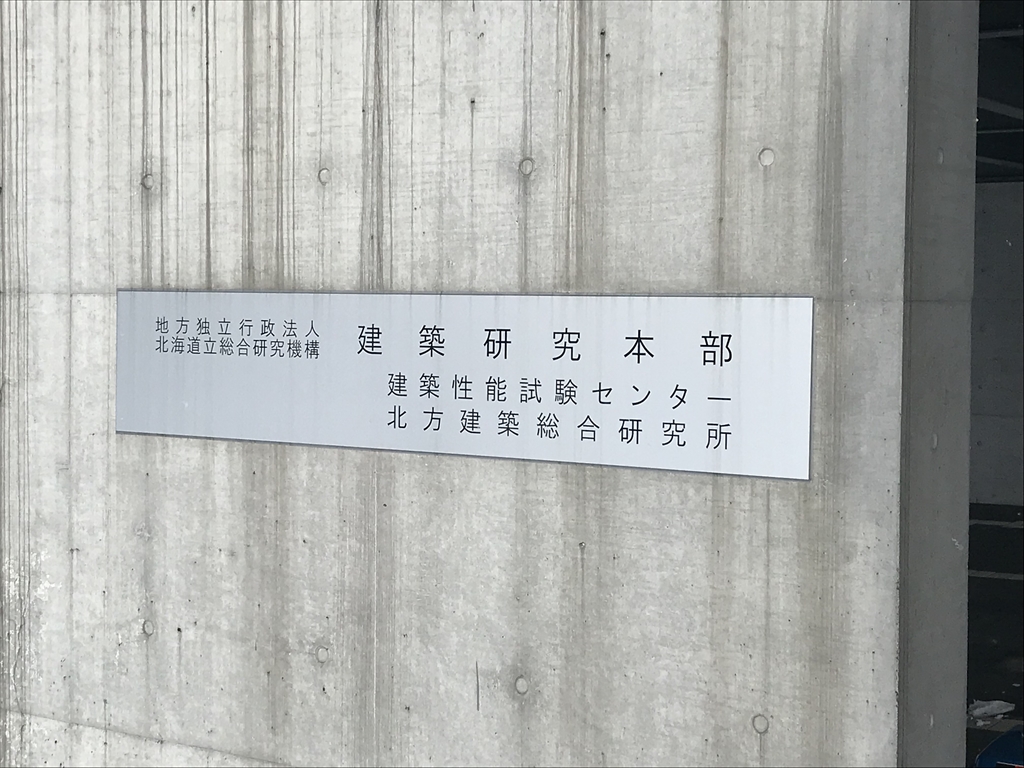 地方独立行政法人
北海道立総合研究機構
建築研究本部
建築性能試験センター
北方建築総合研究所